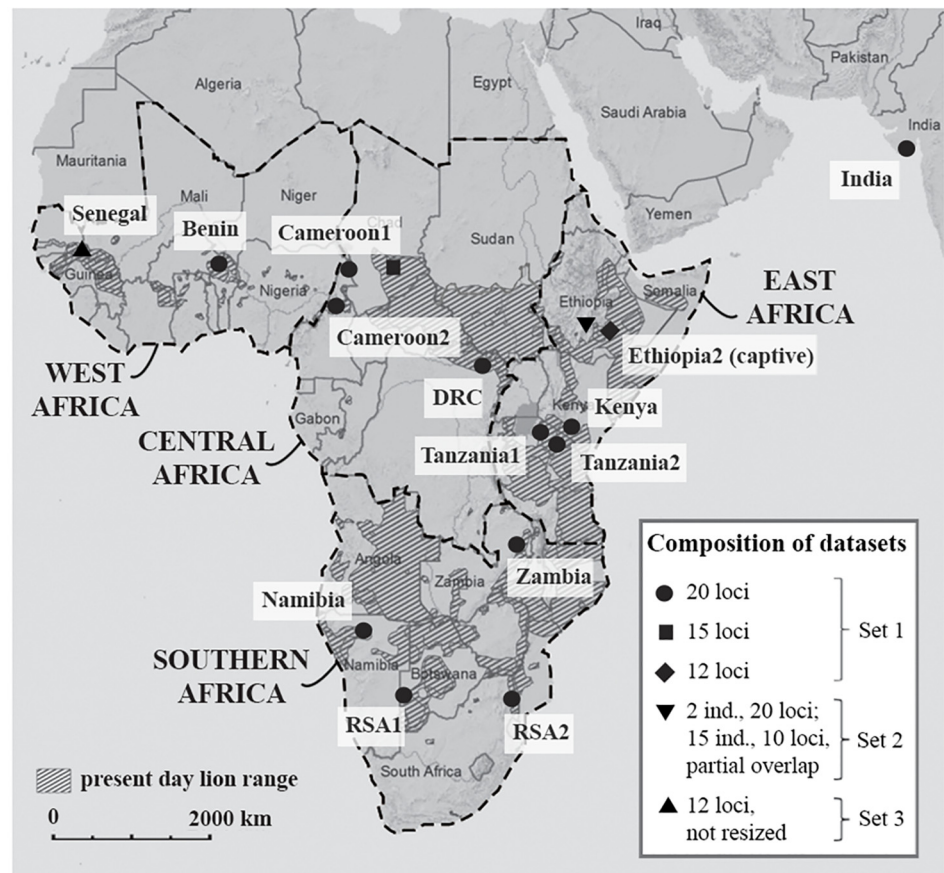 Iraq
Pakistan
Algeria
Egypt
Saudi Arabia
India
Mauritania
India
Mali
Niger
Yemen
Senegal
Benin
Cameroon1
Chad
Sudan
Guinea
Nigeria
Ethiopia
Somalia
EAST
AFRICA
Cameroon2
Ethiopia2 (captive)
WEST
AFRICA
DRC
Kenya
Kenya
Gabon
CENTRAL
AFRICA
Tanzania1
Tanzania2
Angola
Zambia
Zambia
Namibia
SOUTHERN
AFRICA
Namibia
Botswana
RSA1
RSA2
South Africa
present day lion range
0 2000 km
Composition of datasets
20 loci
15 loci
12 loci
Set 1
2 ind., 20 loci;
15 ind., 10 loci,
partial overlap
Set 2
12 loci,
not resized
Set 3